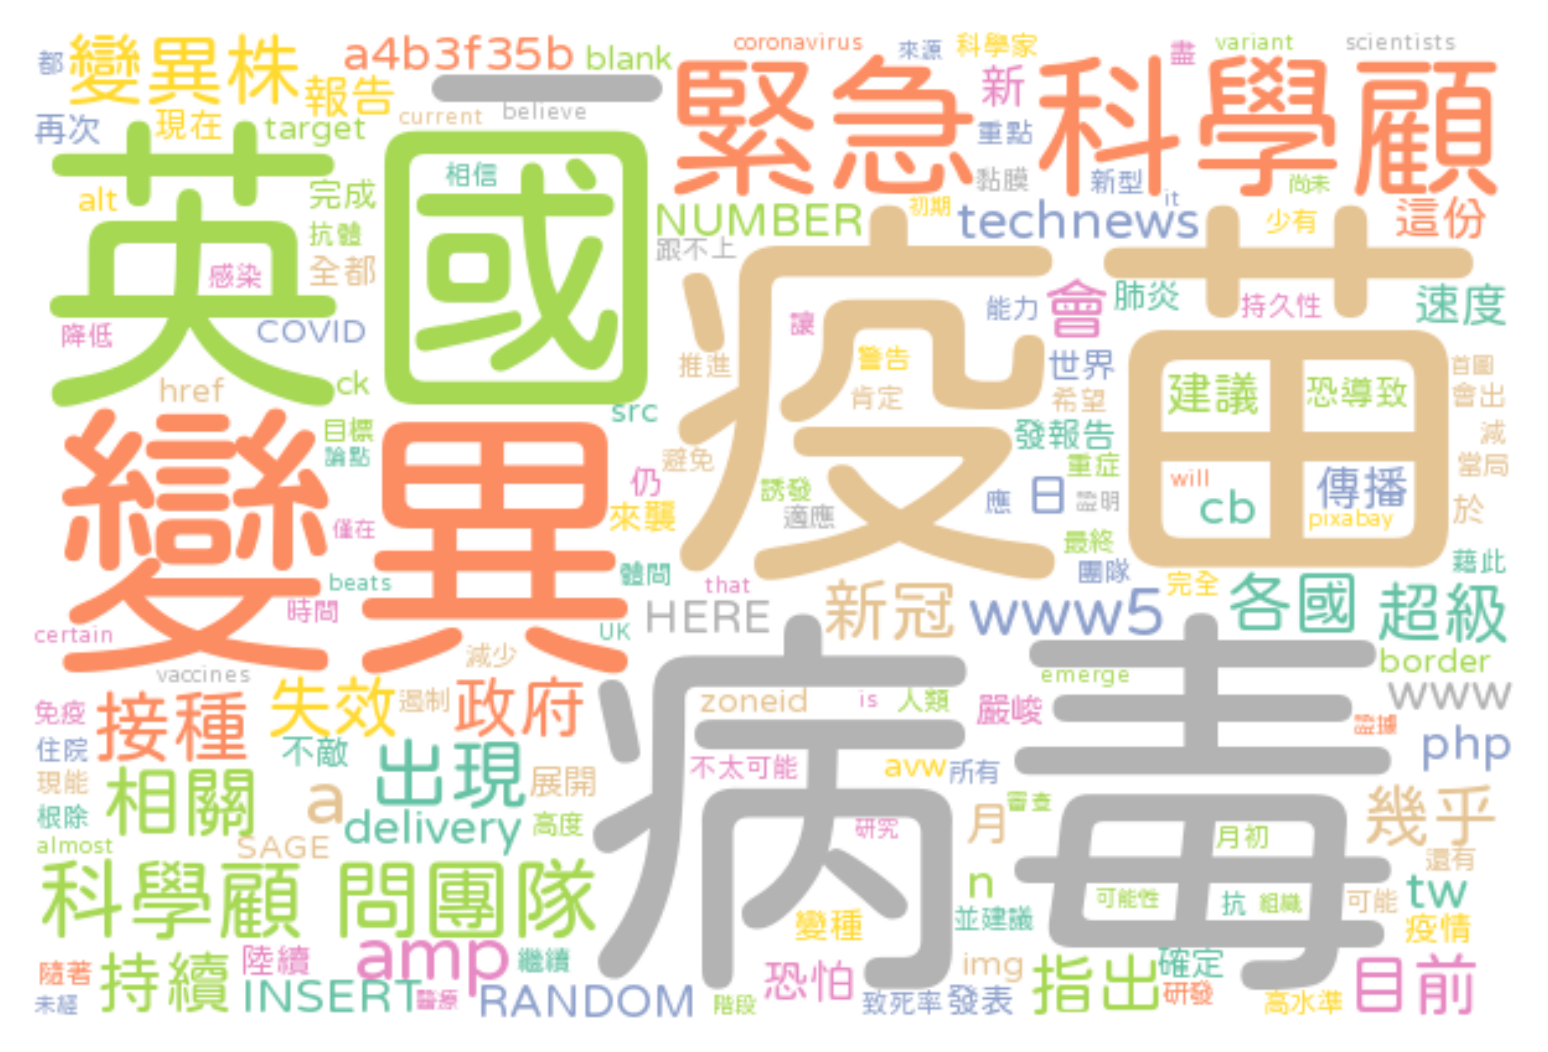 都 變異株 a4b3f35b blank coronavirus 來源 科學家 盡 variant scientists
報告 一 緊急 新 科學顧
再次 現在 target current believe 重點
英國 alt 完成 相信 黏膜 新型 尚未 it
抗體 NUMBER 初期 technews 少有 這份
感染 全都 跟不上 疫苗
降低 COVID 讓 能力 會 肺炎 持久性 速度
href ck 推進 警告 世界 建議 恐導致 首圖
src 肯定 希望 會出
變異 目標 發報告 減
論點 仍 避免 重症 will 傳播 當局
誘發 應 日 證明 cb pixabay 於
僅在 來襲 適應 最終
beats 體間 that 團隊 完全 藉此
時間 HERE 新冠 www5 各國 超級
certain UK 病毒
vaccines 減少 emerge border
免疫 接種 失效 遏制 政府 zoneid is 人類 嚴峻 www
住院 不敵 證據 php
現能 相關 出現 展開 不太可能 avw 所有
根除 a delivery 高度 研究 月 審查 幾乎
almost SAGE 月初 還有
科學顧 問團隊 n 可能性 抗 組織 可能 tw
變種 並建議 疫情
隨著 持續 陸續 amp 繼續 恐怕 img 指出 確定 目前
未經 INSERT 醫療 RANDOM 階段 致死率 發表 研發 高水準